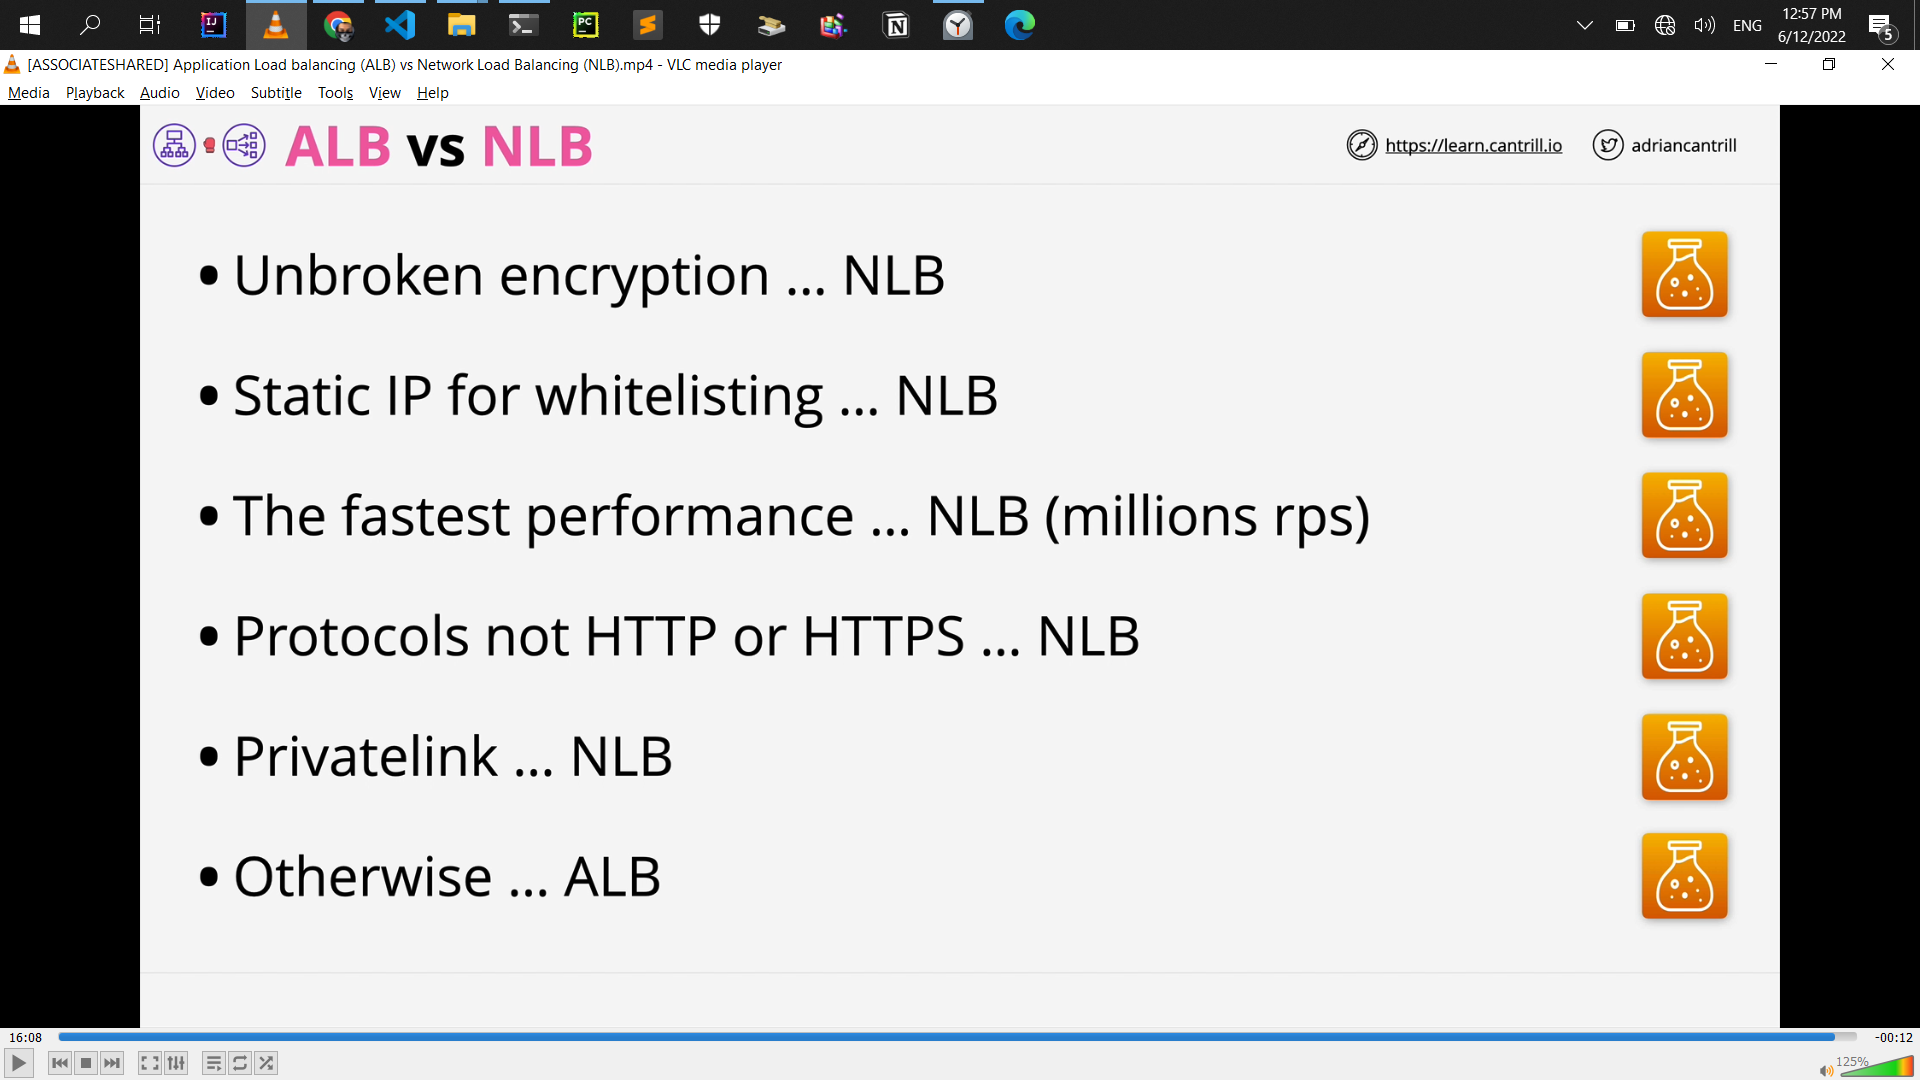 ENG
12:57 PM
6/12/2022
5
[ASSOCIATESHARED] Application Load balancing (ALB) vs Network Load Balancing (NLB).mp4 - VLC media player
Media Playback Audio Video Subtitle Tools View Help
ALB vs NLB
https://learn.cantrill.io
adriancantrill
• Unbroken encryption ... NLB
• Static IP for whitelisting ... NLB
• The fastest performance ... NLB (millions rps)
• Protocols not HTTP or HTTPS ... NLB
• Privatelink ... NLB
• Otherwise ... ALB
16:08
-00:12
125%